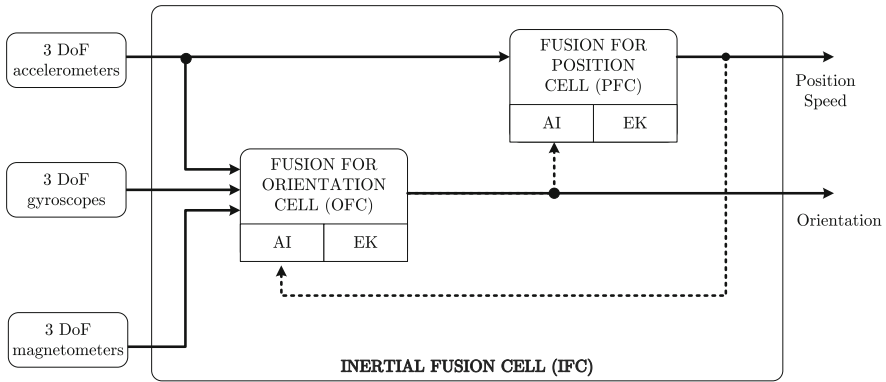 3 DoF
accelerometers
FUSION FOR
POSITION
CELL (PFC)
AI
EK
Position
Speed
3 DoF
gyroscopes
FUSION FOR
ORIENTATION
CELL (OFC)
AI
EK
Orientation
3 DoF
magnetometers
INERTIAL FUSION CELL (IFC)